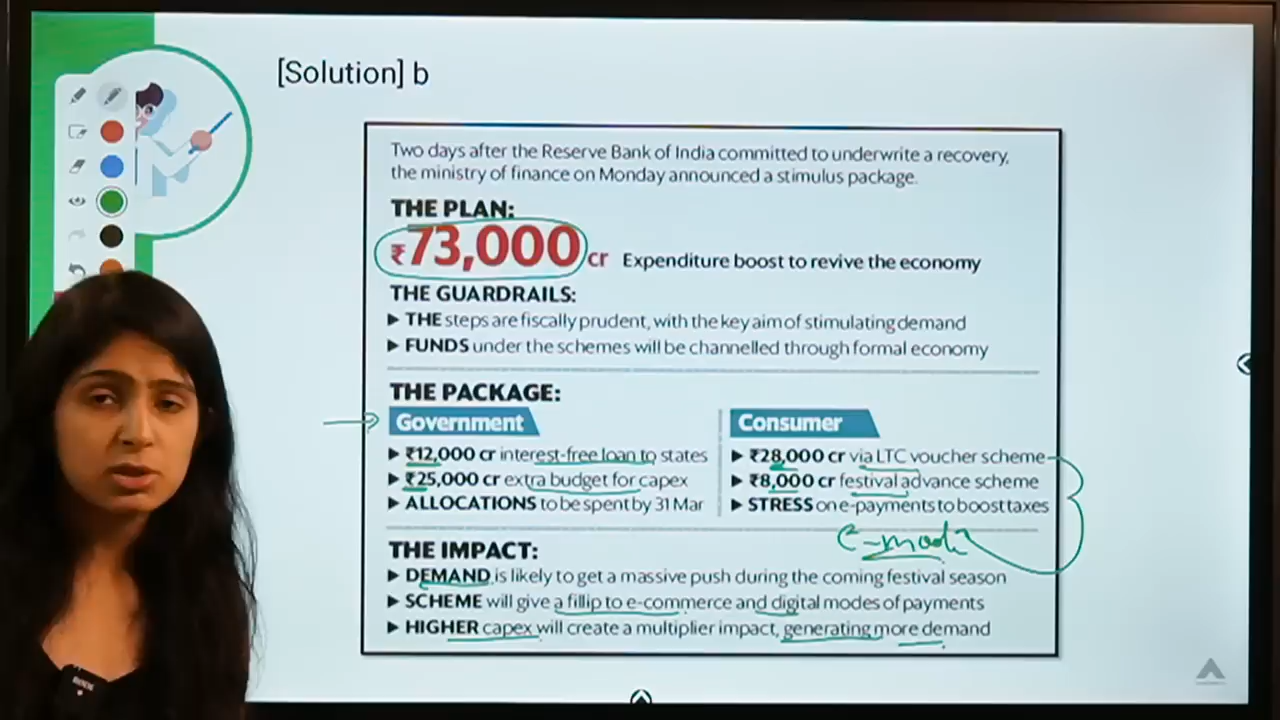 [Solution] b
Two days after the Reserve Bank of India committed to underwrite a recovery,
the ministry of finance on Monday announced a stimulus package.
THE PLAN:
₹73,000 cr Expenditure boost to revive the economy
THE GUARDRAILS:
▶ THE steps are fiscally prudent, with the key aim of stimulating demand
▶ FUNDS under the schemes will be channelled through formal economy
THE PACKAGE:
Government
▶ ₹12,000 cr interest-free loan to states
▶ ₹25,000 cr extra budget for capex
▶ ALLOCATIONS to be spent by 31 Mar
Consumer
▶ ₹28,000 cr via LTC voucher scheme
▶ ₹8,000 cr festival advance scheme
▶ STRESS on e-payments to boost taxes
e-mode
THE IMPACT:
▶ DEMAND is likely to get a massive push during the coming festival season
▶ SCHEME will give a fillip to e-commerce and digital modes of payments
▶ HIGHER capex will create a multiplier impact, generating more demand